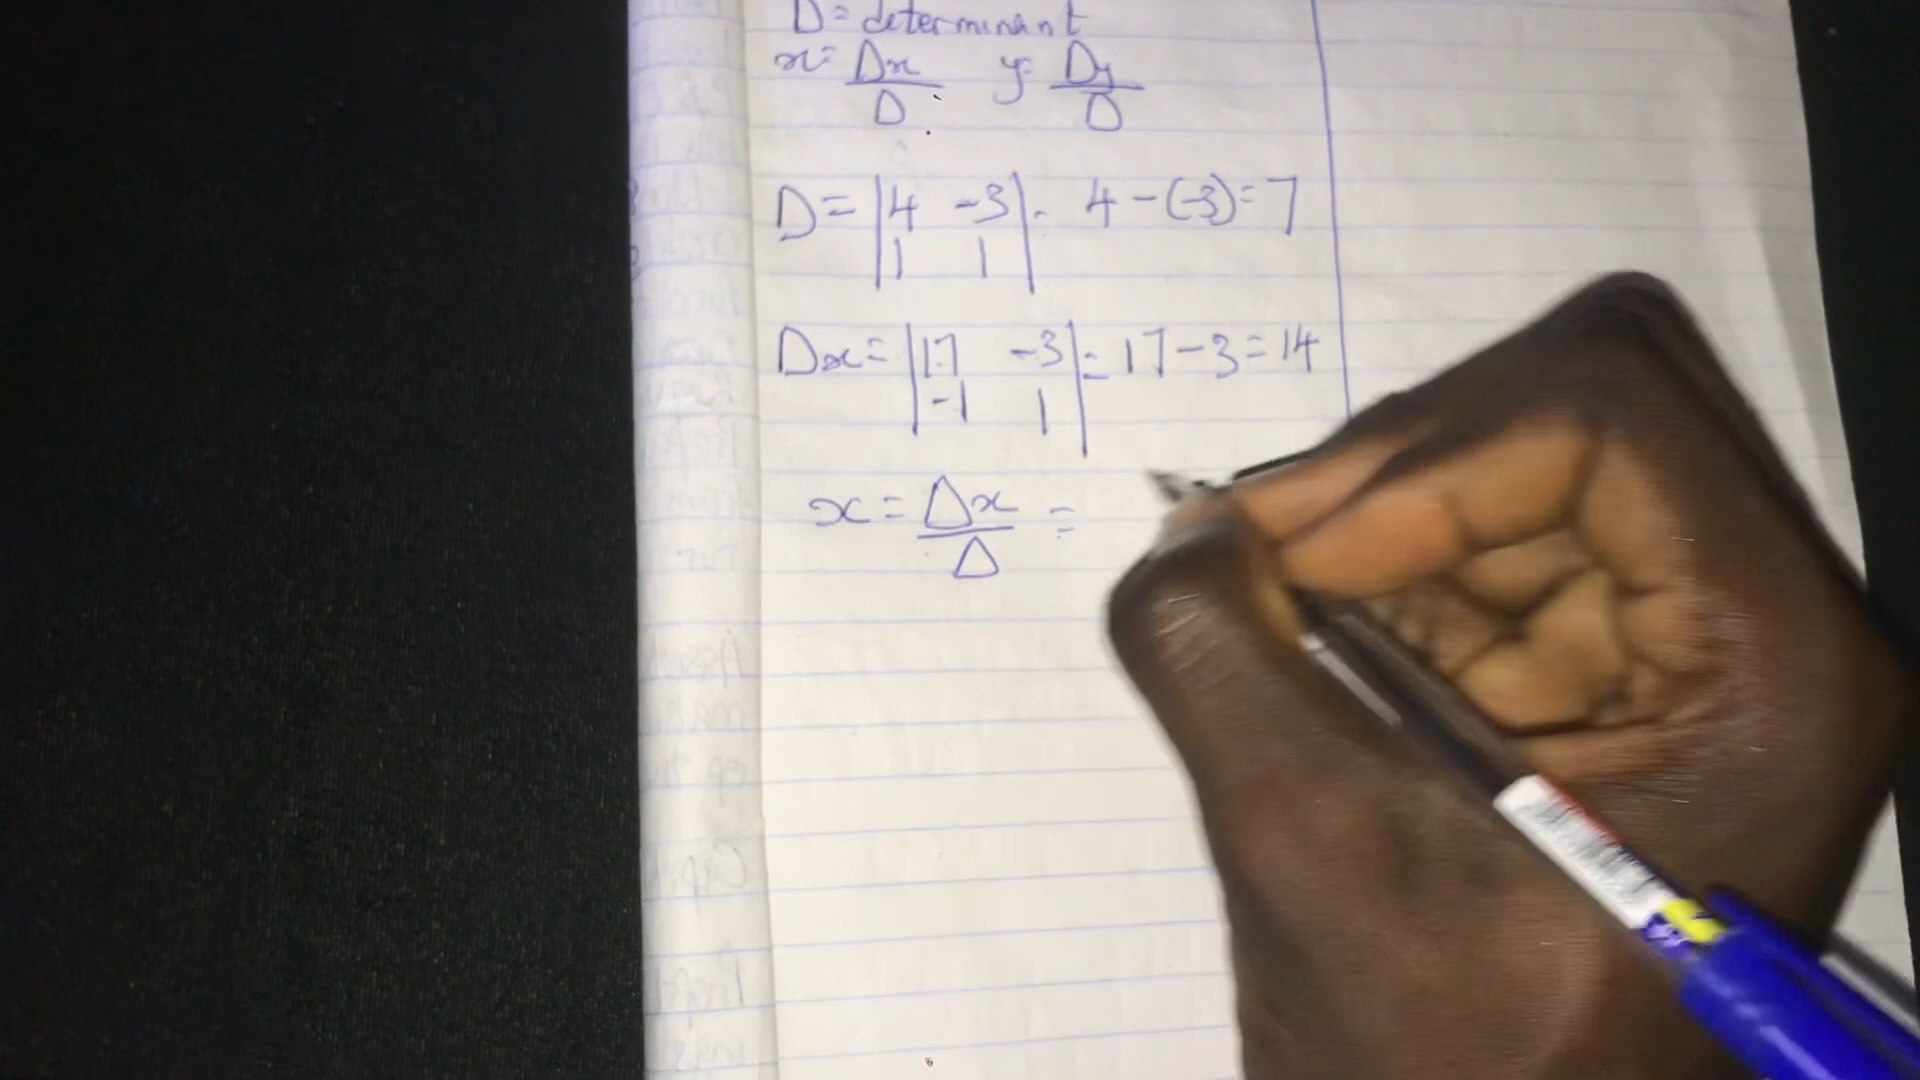 D = determinant
x = Dx/D y = Dy/D
D = |4 -3| = 4 - (-3) = 7
|1 1|
Dx = |17 -3| = 17 - 3 = 14
|-1 1|
x = Δx/Δ =